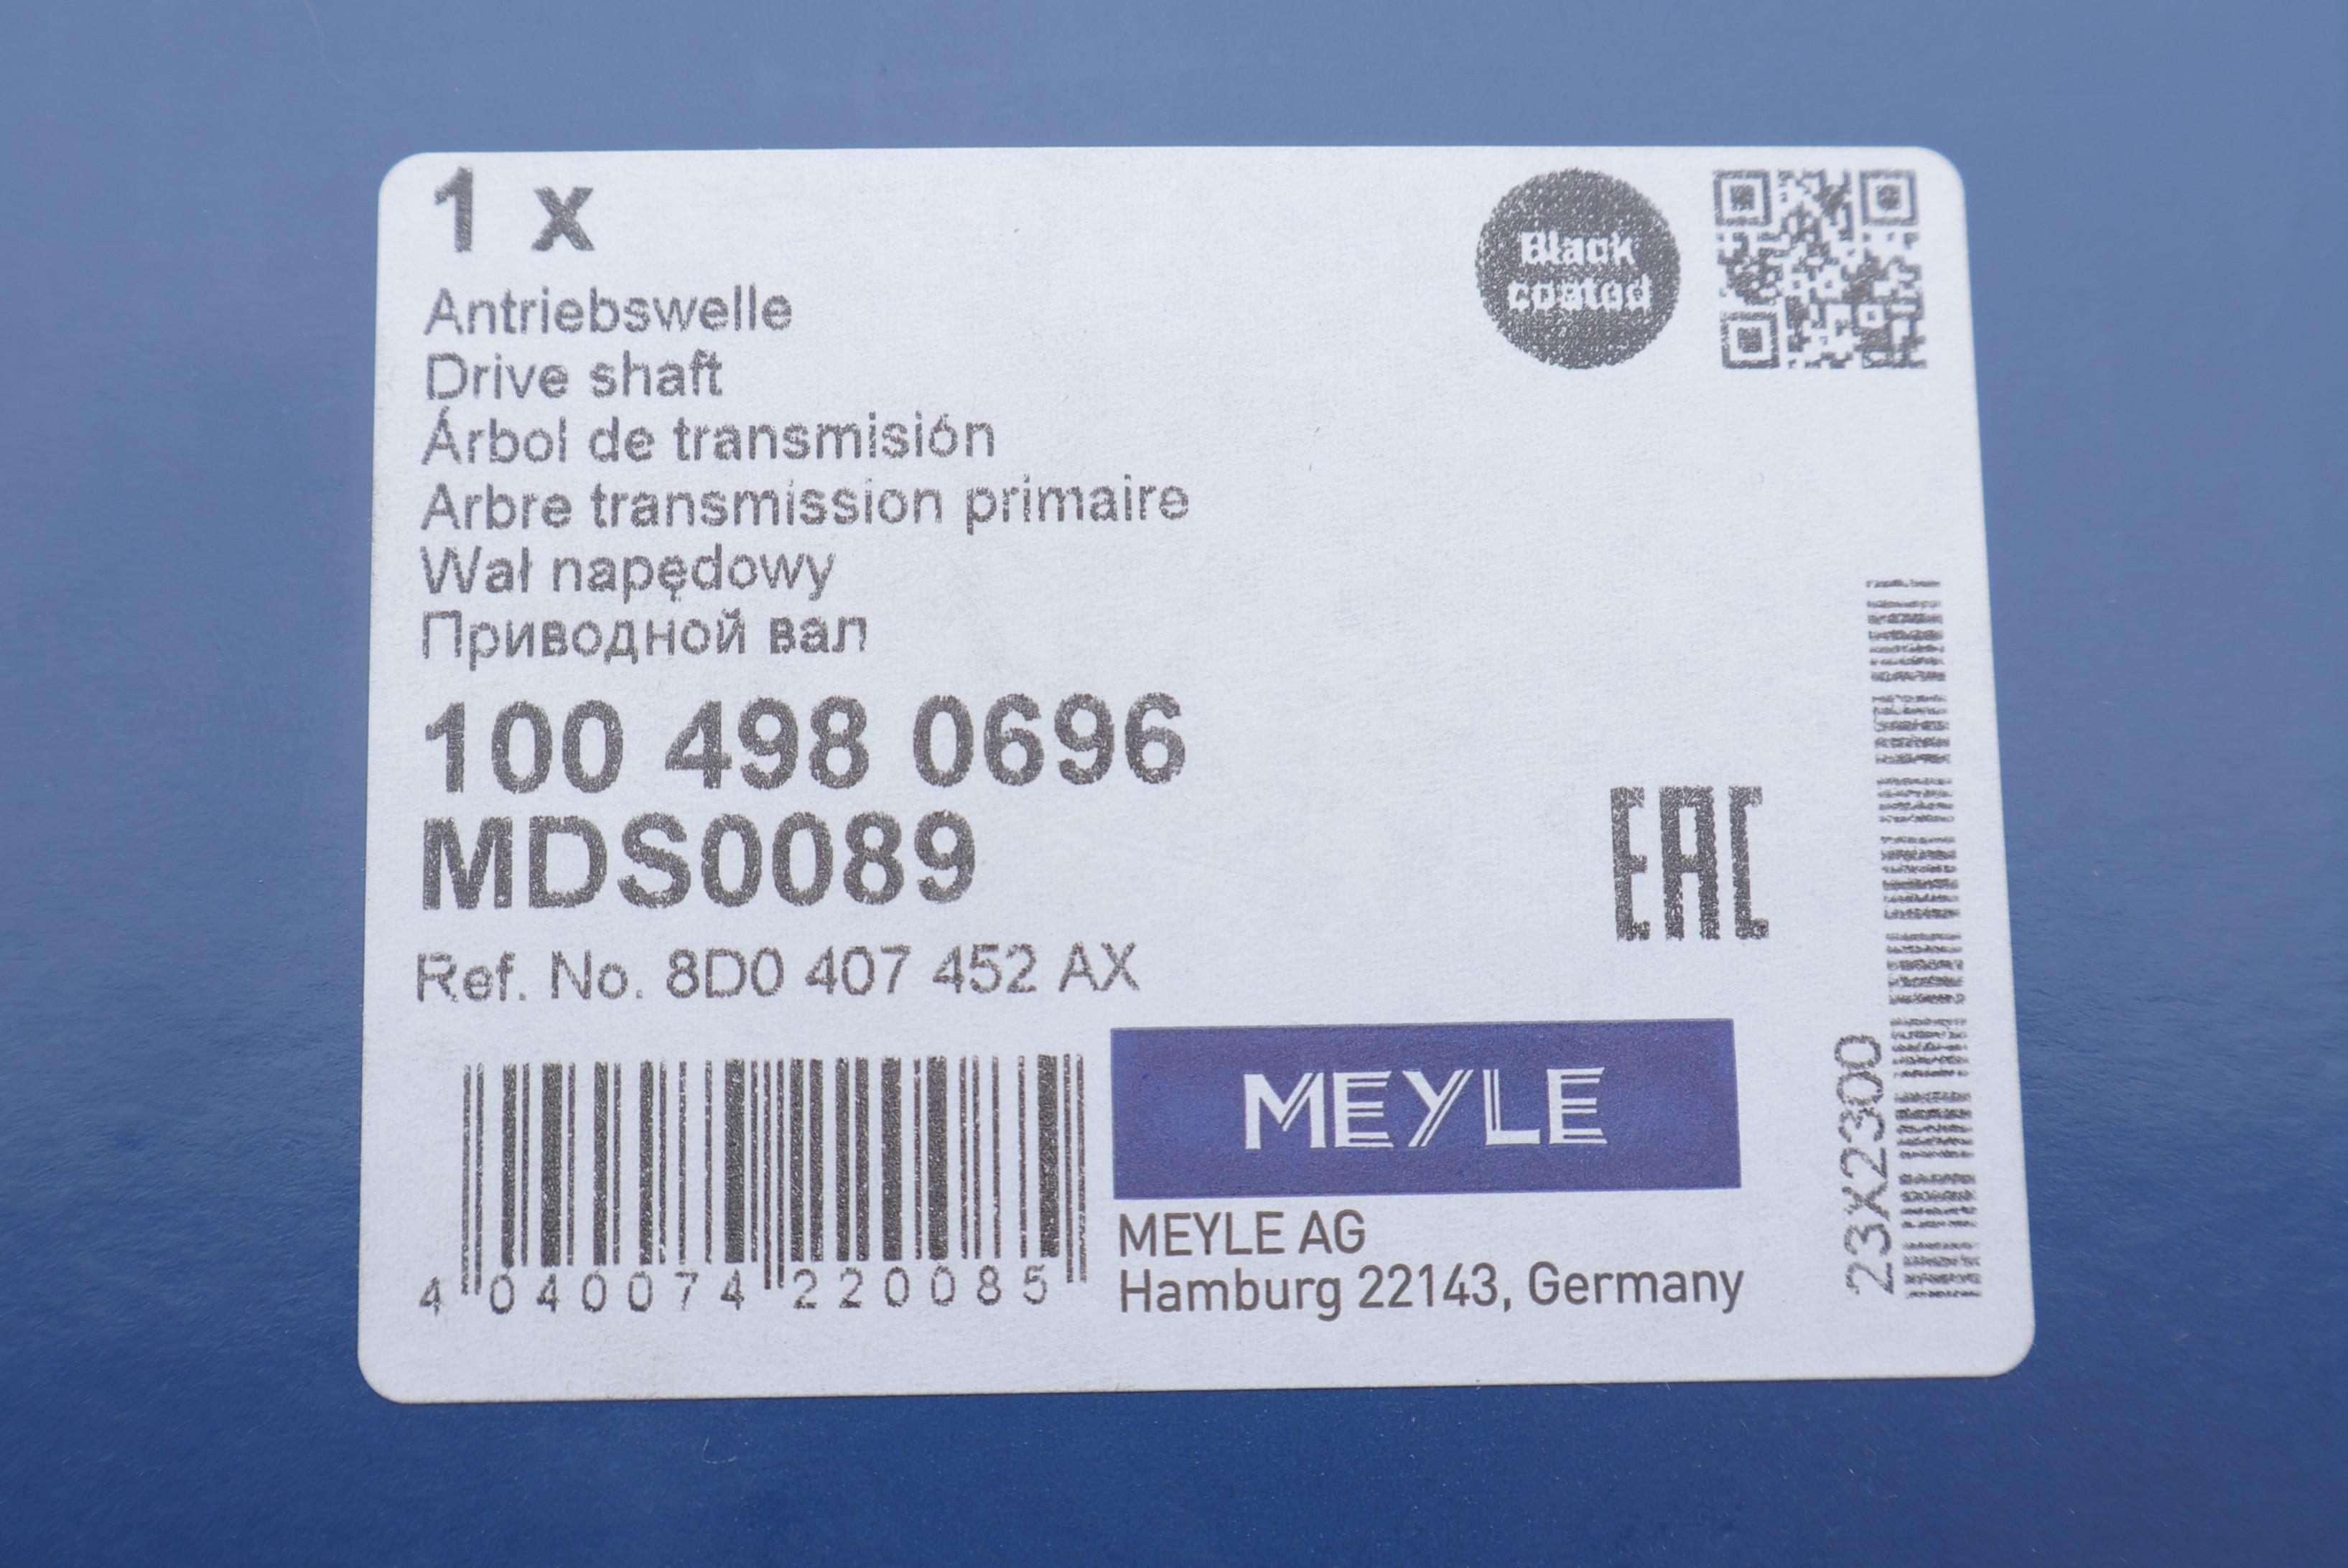 1 x
Black
coated
Antriebswelle
Drive shaft
Árbol de transmisión
Arbre transmission primaire
Wał napędowy
Приводной вал
100 498 0696
MDS0089
EAC
Ref. No. 8D0 407 452 AX
MEYLE
MEYLE AG
Hamburg 22143, Germany
4 040074 220085
23X2300